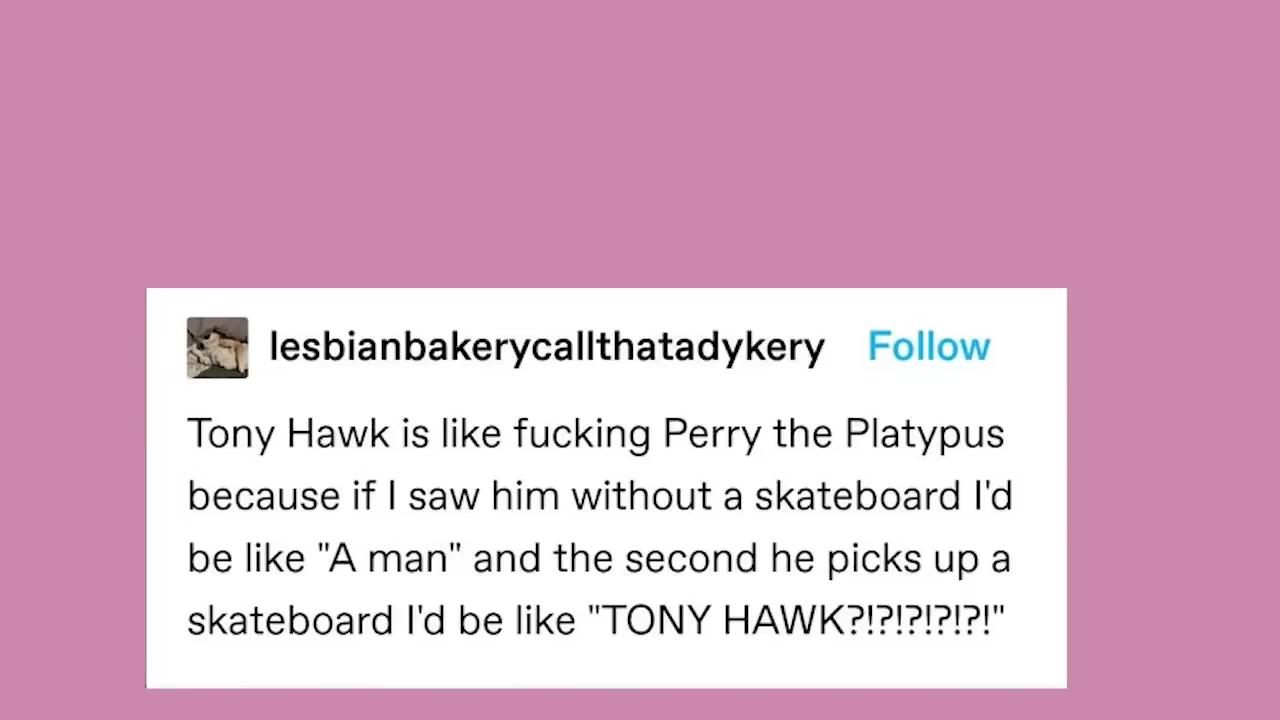 lesbianbakerycallthatadykery Follow
Tony Hawk is like fucking Perry the Platypus
because if I saw him without a skateboard I'd
be like "A man" and the second he picks up a
skateboard I'd be like "TONY HAWK?!?!?!?!?!"